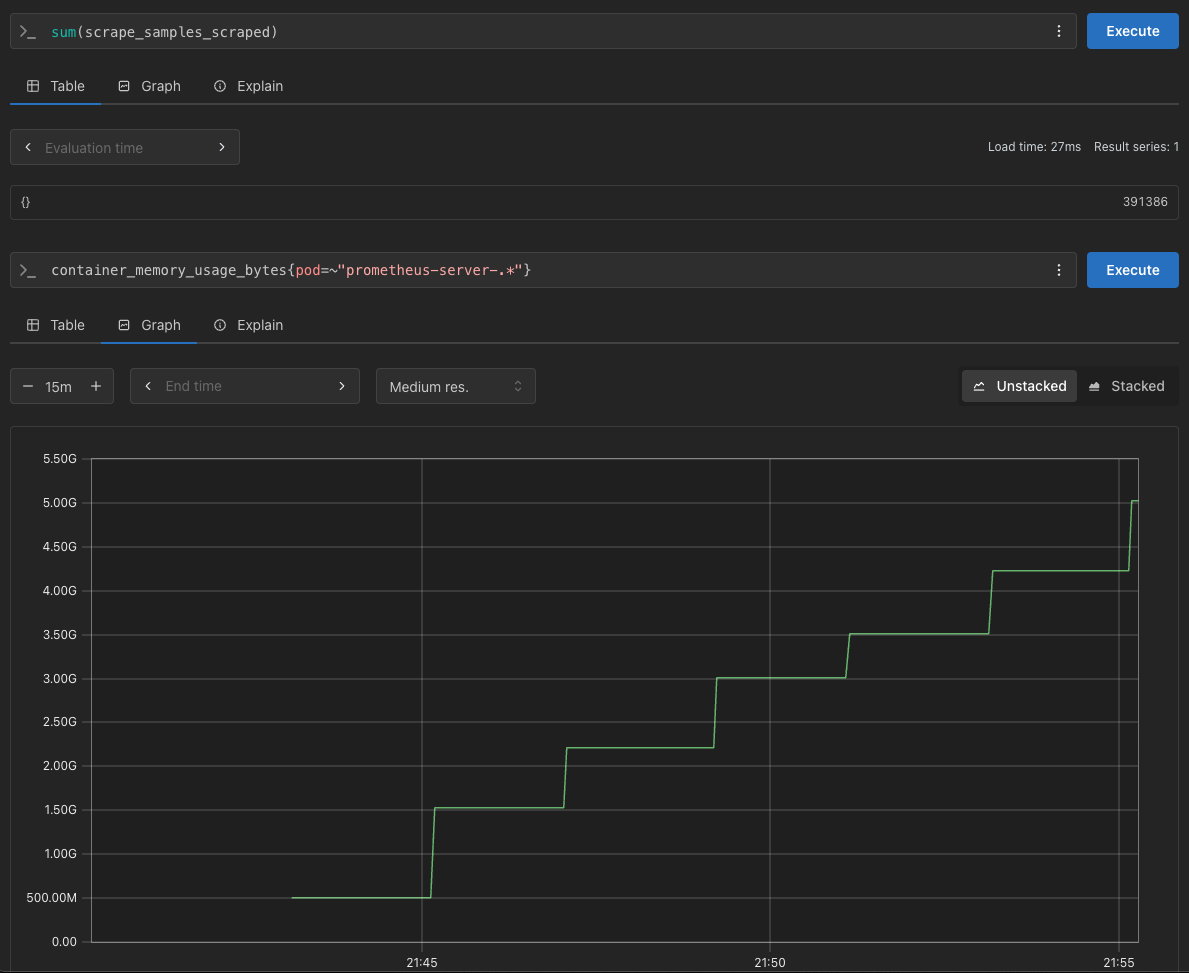 >_ sum(scrape_samples_scraped) Execute
Table Graph Explain
Evaluation time Load time: 27ms Result series: 1
{} 391386
>_ container_memory_usage_bytes{pod=~"prometheus-server-.*"} Execute
Table Graph Explain
15m End time Medium res. Unstacked Stacked
5.50G
5.00G
4.50G
4.00G
3.50G
3.00G
2.50G
2.00G
1.50G
1.00G
500.00M
0.00
21:45 21:50 21:55